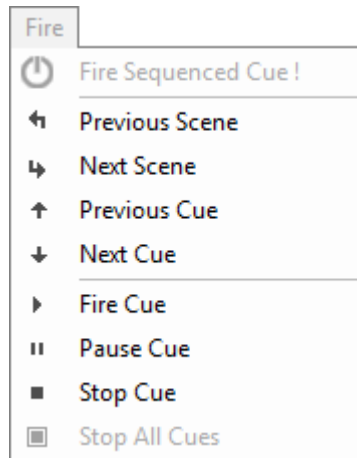 Fire
Fire Sequenced Cue !
Previous Scene
Next Scene
Previous Cue
Next Cue
Fire Cue
Pause Cue
Stop Cue
Stop All Cues